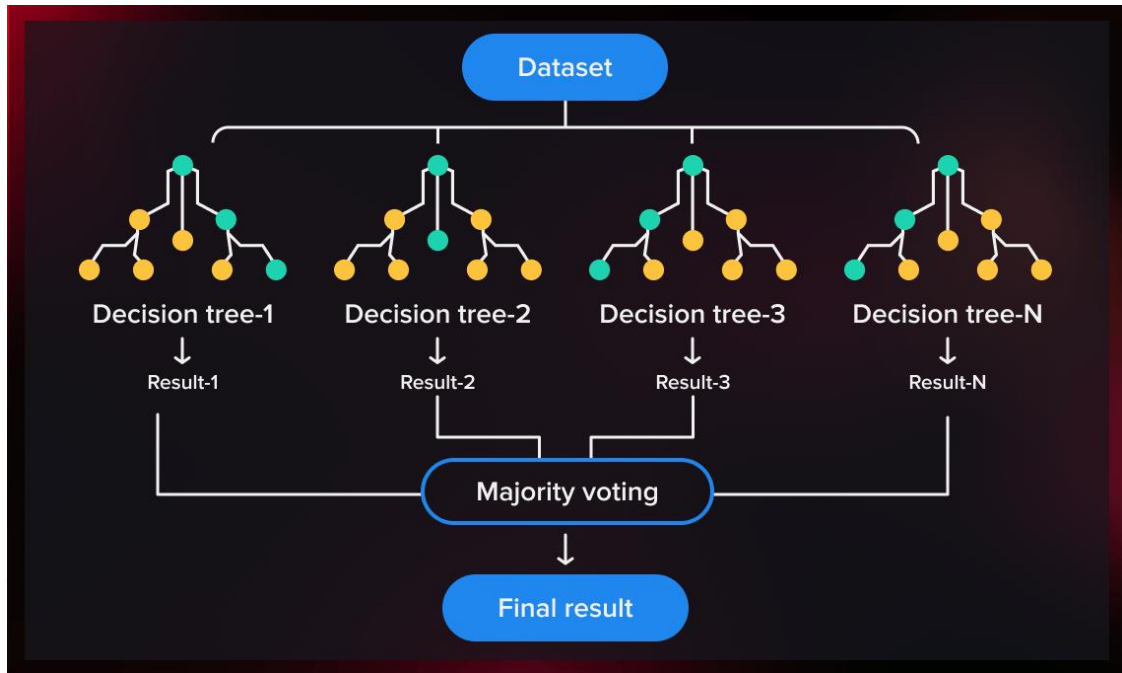 Dataset
Decision tree-1
Decision tree-2
Decision tree-3
Decision tree-N
Result-1
Result-2
Result-3
Result-N
Majority voting
Final result